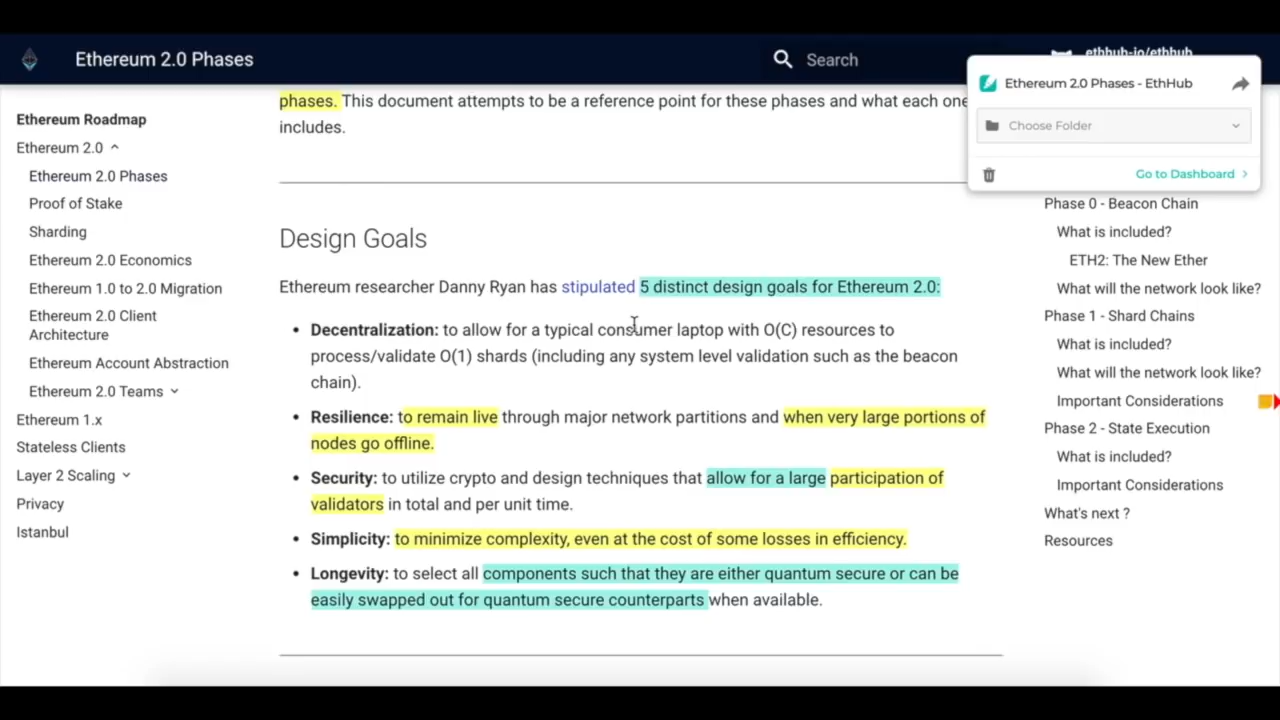 Ethereum 2.0 Phases
Search
ethhub-io/ethhub
Ethereum 2.0 Phases - EthHub
Choose Folder
Go to Dashboard
Ethereum Roadmap
Ethereum 2.0
Ethereum 2.0 Phases
Proof of Stake
Sharding
Ethereum 2.0 Economics
Ethereum 1.0 to 2.0 Migration
Ethereum 2.0 Client
Architecture
Ethereum Account Abstraction
Ethereum 2.0 Teams
Ethereum 1.x
Stateless Clients
Layer 2 Scaling
Privacy
Istanbul
phases. This document attempts to be a reference point for these phases and what each one
includes.
Design Goals
Ethereum researcher Danny Ryan has stipulated 5 distinct design goals for Ethereum 2.0:
• Decentralization: to allow for a typical consumer laptop with O(C) resources to
process/validate O(1) shards (including any system level validation such as the beacon
chain).
• Resilience: to remain live through major network partitions and when very large portions of
nodes go offline.
• Security: to utilize crypto and design techniques that allow for a large participation of
validators in total and per unit time.
• Simplicity: to minimize complexity, even at the cost of some losses in efficiency.
• Longevity: to select all components such that they are either quantum secure or can be
easily swapped out for quantum secure counterparts when available.
Phase 0 - Beacon Chain
What is included?
ETH2: The New Ether
What will the network look like?
Phase 1 - Shard Chains
What is included?
What will the network look like?
Important Considerations
Phase 2 - State Execution
What is included?
Important Considerations
What's next ?
Resources